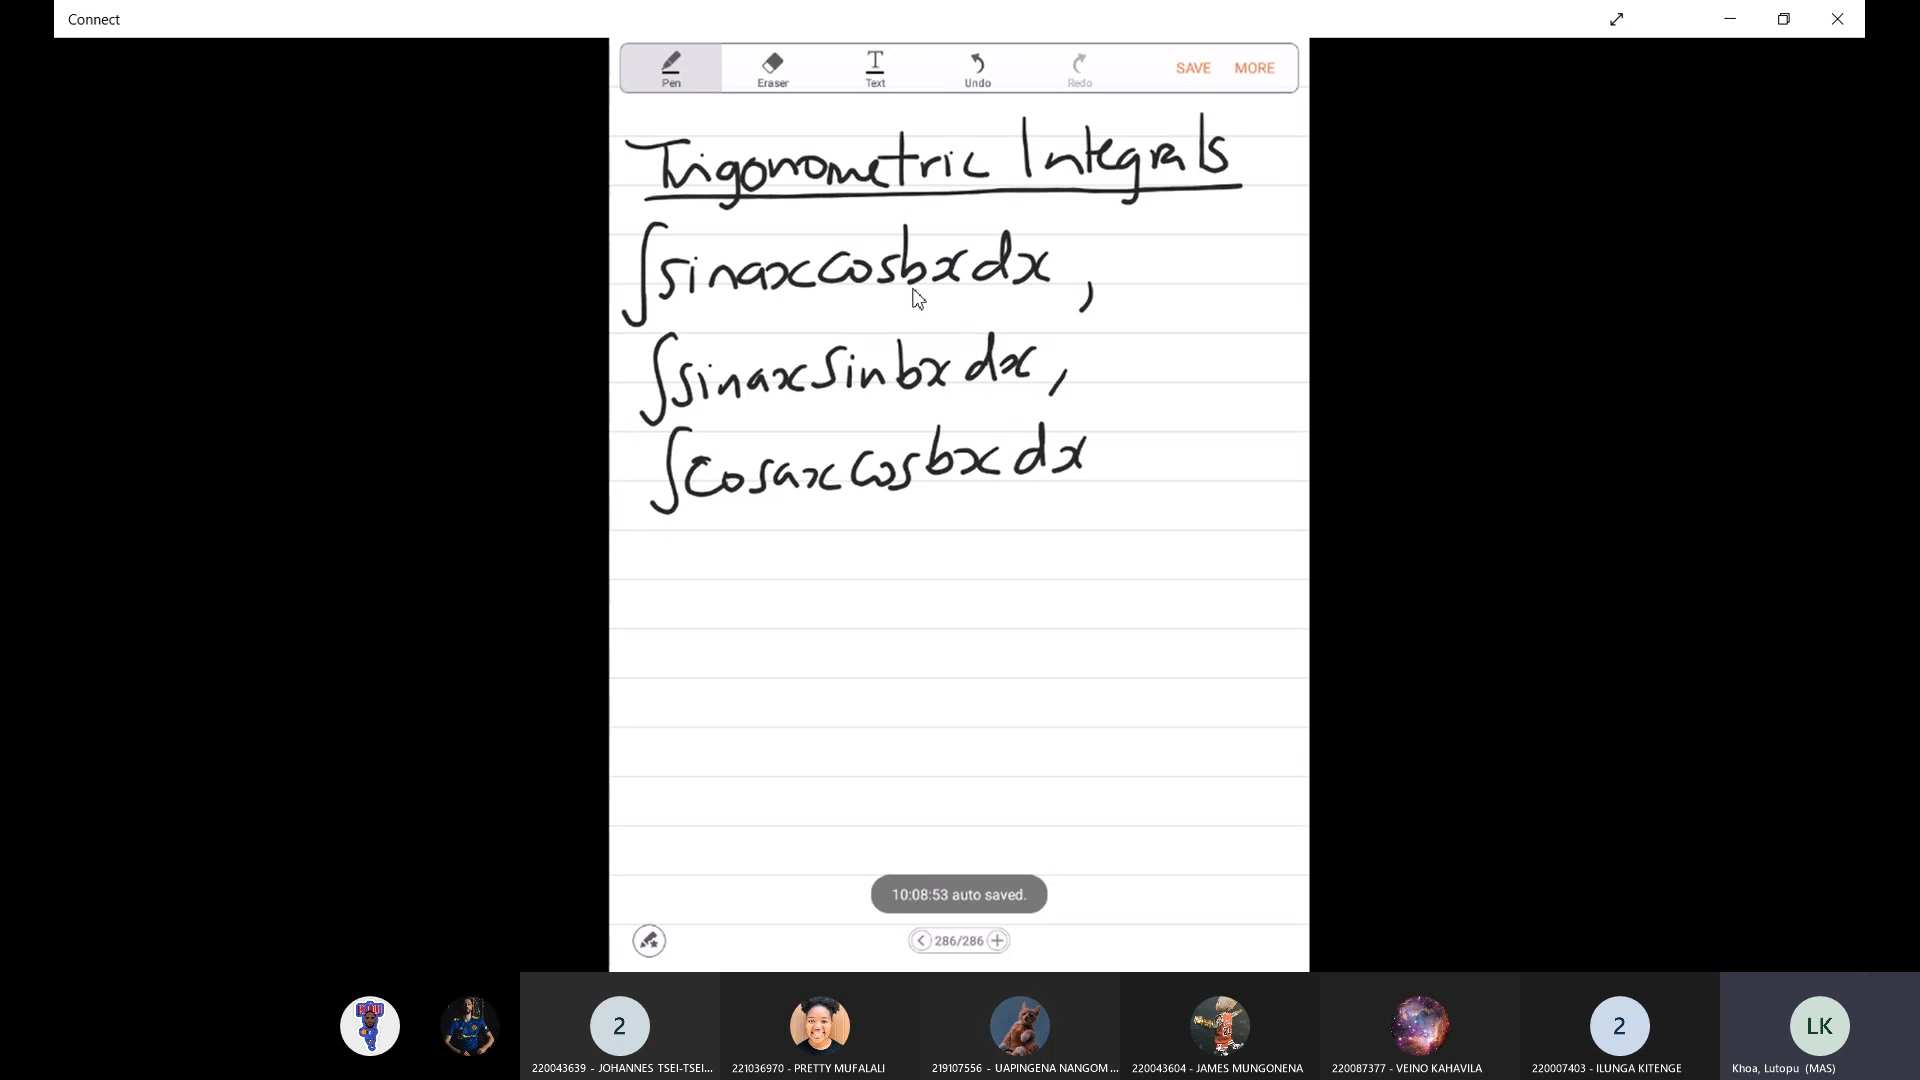 Connect
Pen Eraser Text Undo Redo SAVE MORE
Trigonometric Integrals
∫sinax cosbx dx ,
∫sinax sinbx dx ,
∫cosax cosbx dx
10:08:53 auto saved.
286/286
2 2 LK
220043639 - JOHANNES TSEI-TSEI... 221036970 - PRETTY MUFALALI 219107556 - UAPINGENA NANGOM ... 220043604 - JAMES MUNGONENA 220087377 - VEINO KAHAVILA 220007403 - ILUNGA KITENGE Khoa, Lutopu (MAS)